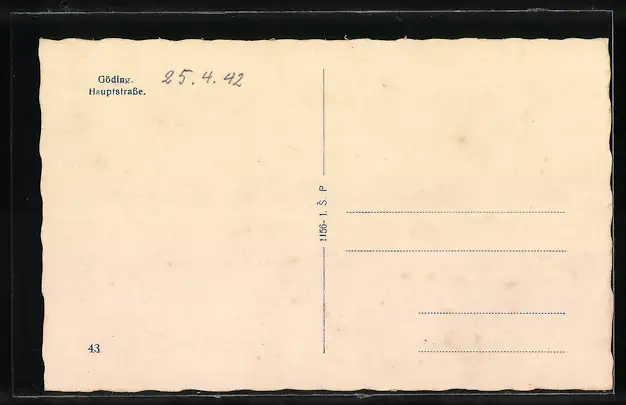 Göding. 25.4.42
Hauptstraße.
1156- I. Š. P.
43